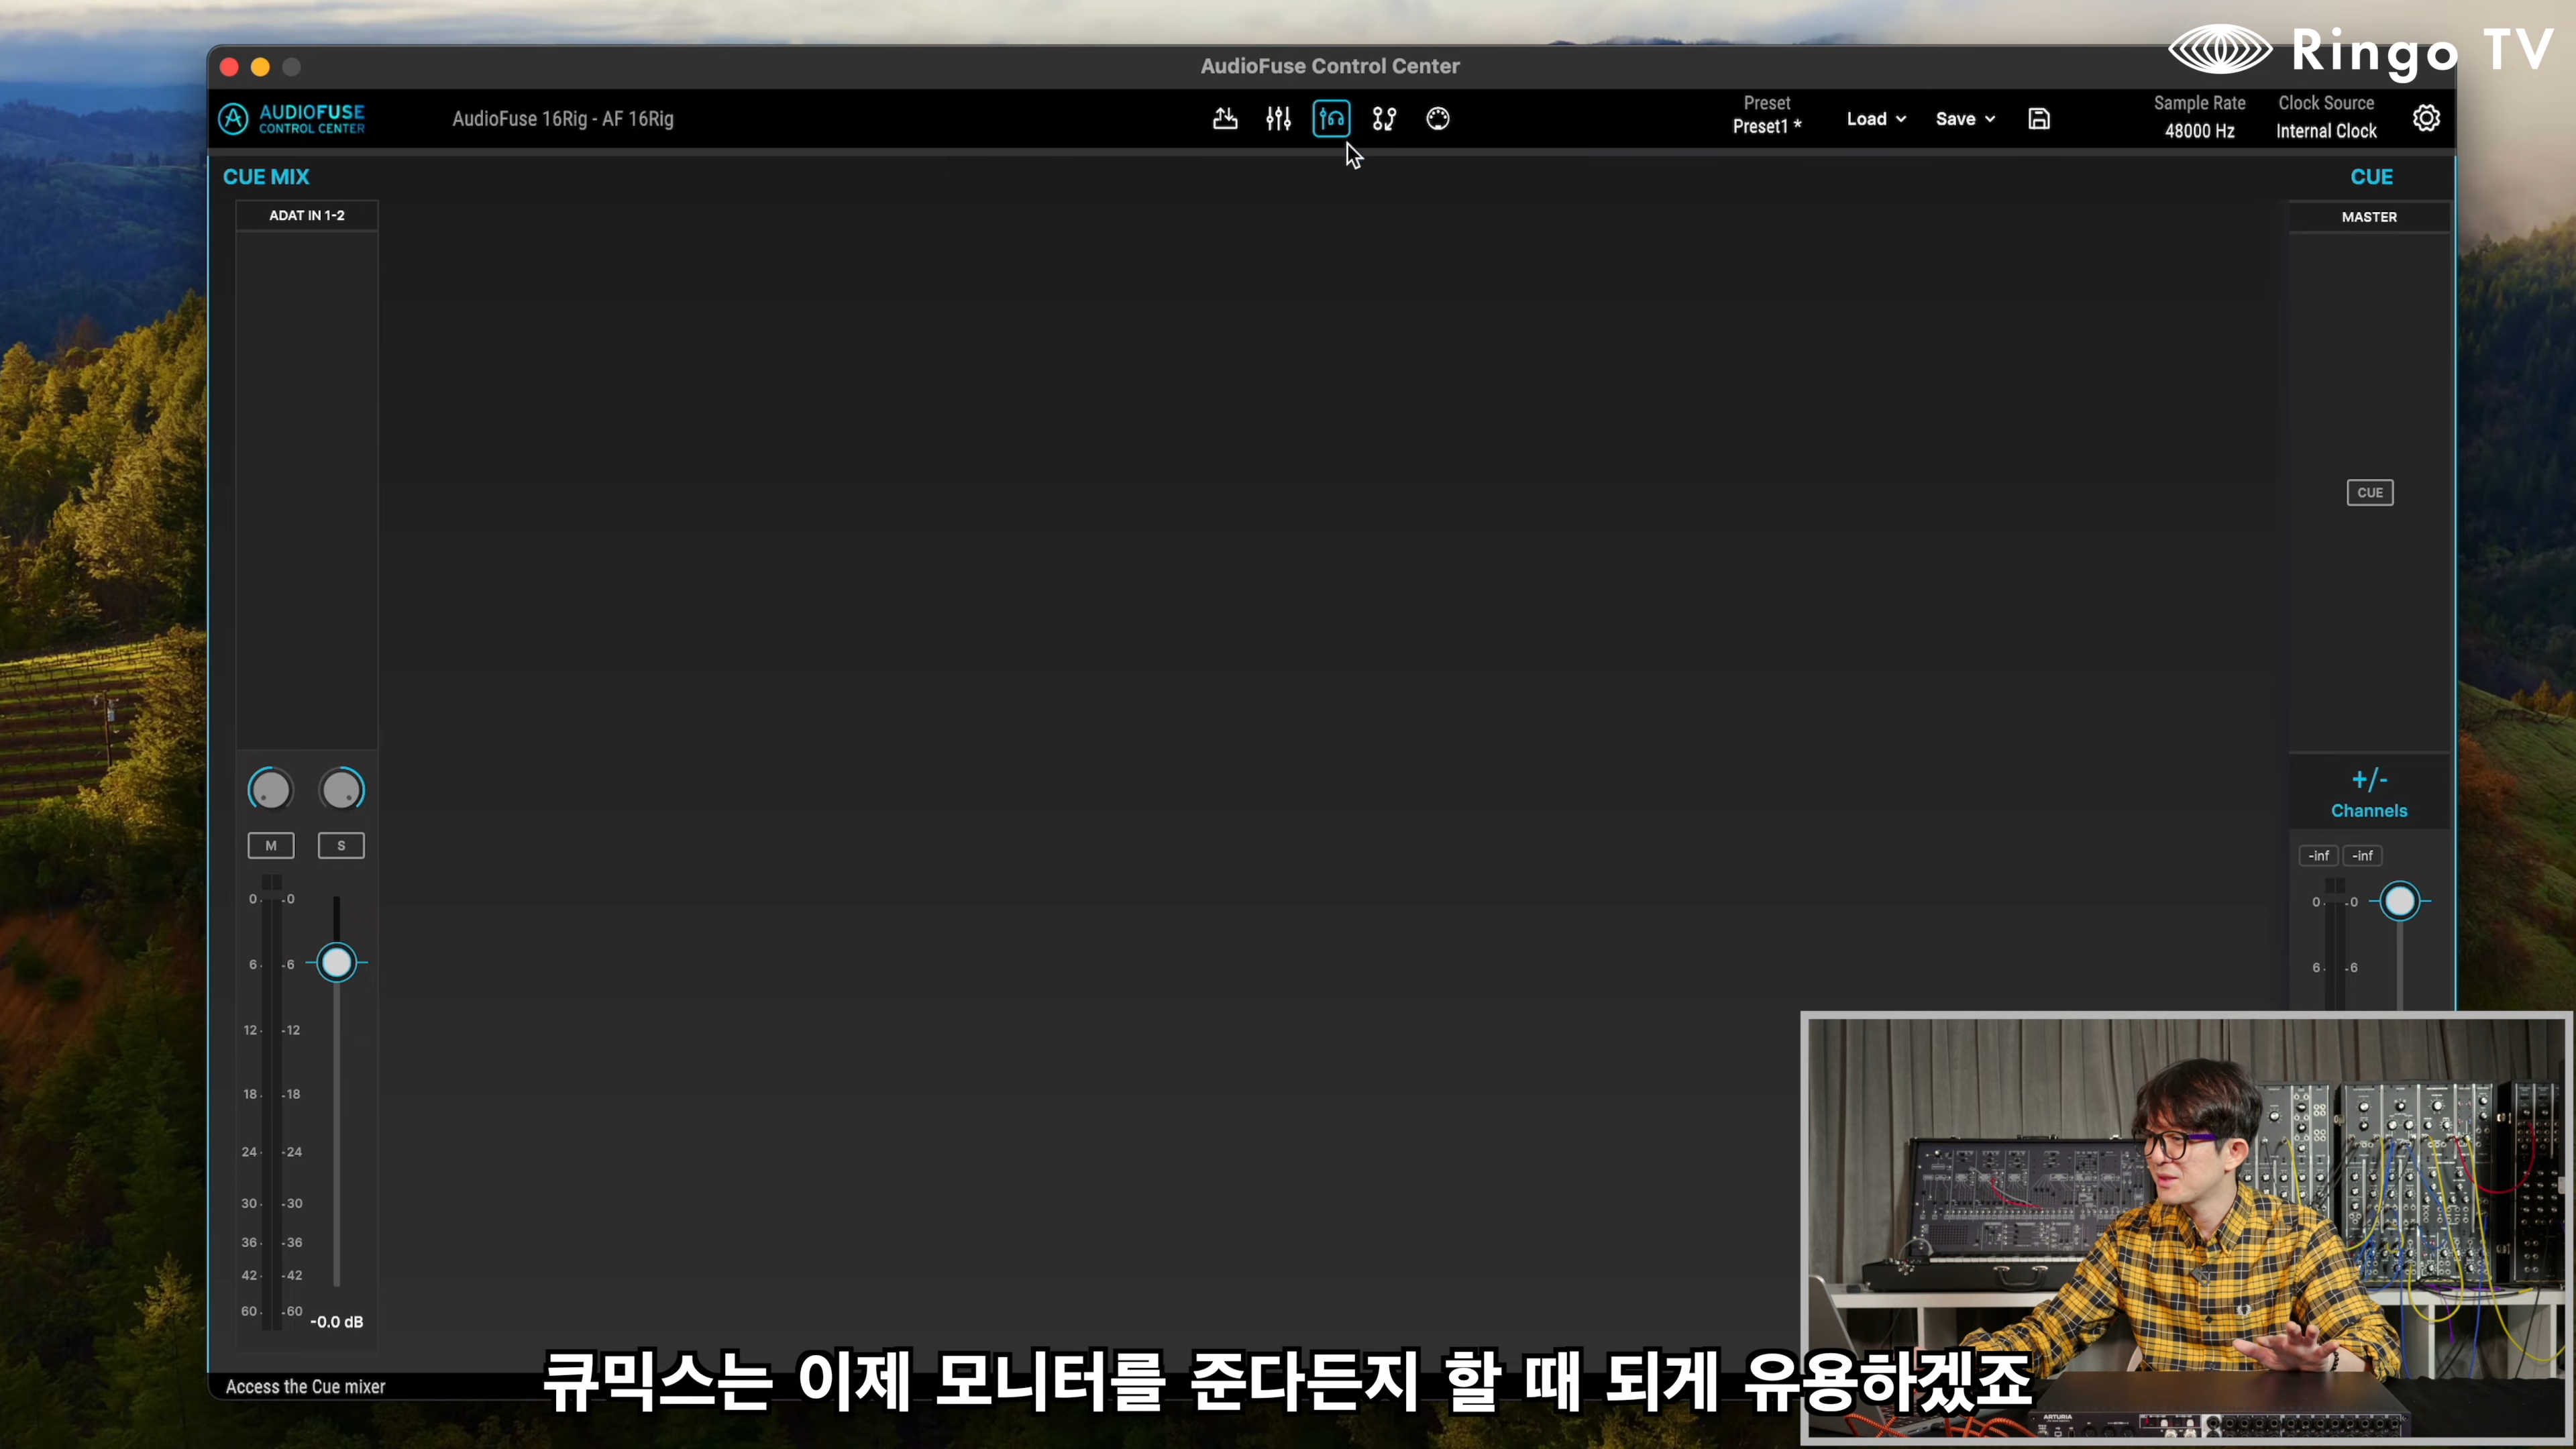 Ringo TV
AudioFuse Control Center
AUDIOFUSE
CONTROL CENTER
AudioFuse 16Rig - AF 16Rig
Preset
Preset1 *
Load
Save
Sample Rate
48000 Hz
Clock Source
Internal Clock
CUE MIX
CUE
ADAT IN 1-2
MASTER
CUE
+/-
Channels
M
S
-inf
-inf
0 0
6 6
12 12
18 18
24 24
30 30
36 36
42 42
60 60
-0.0 dB
0 0
6 6
Access the Cue mixer
큐믹스는 이제 모니터를 준다든지 할 때 되게 유용하겠죠
ARTURIA